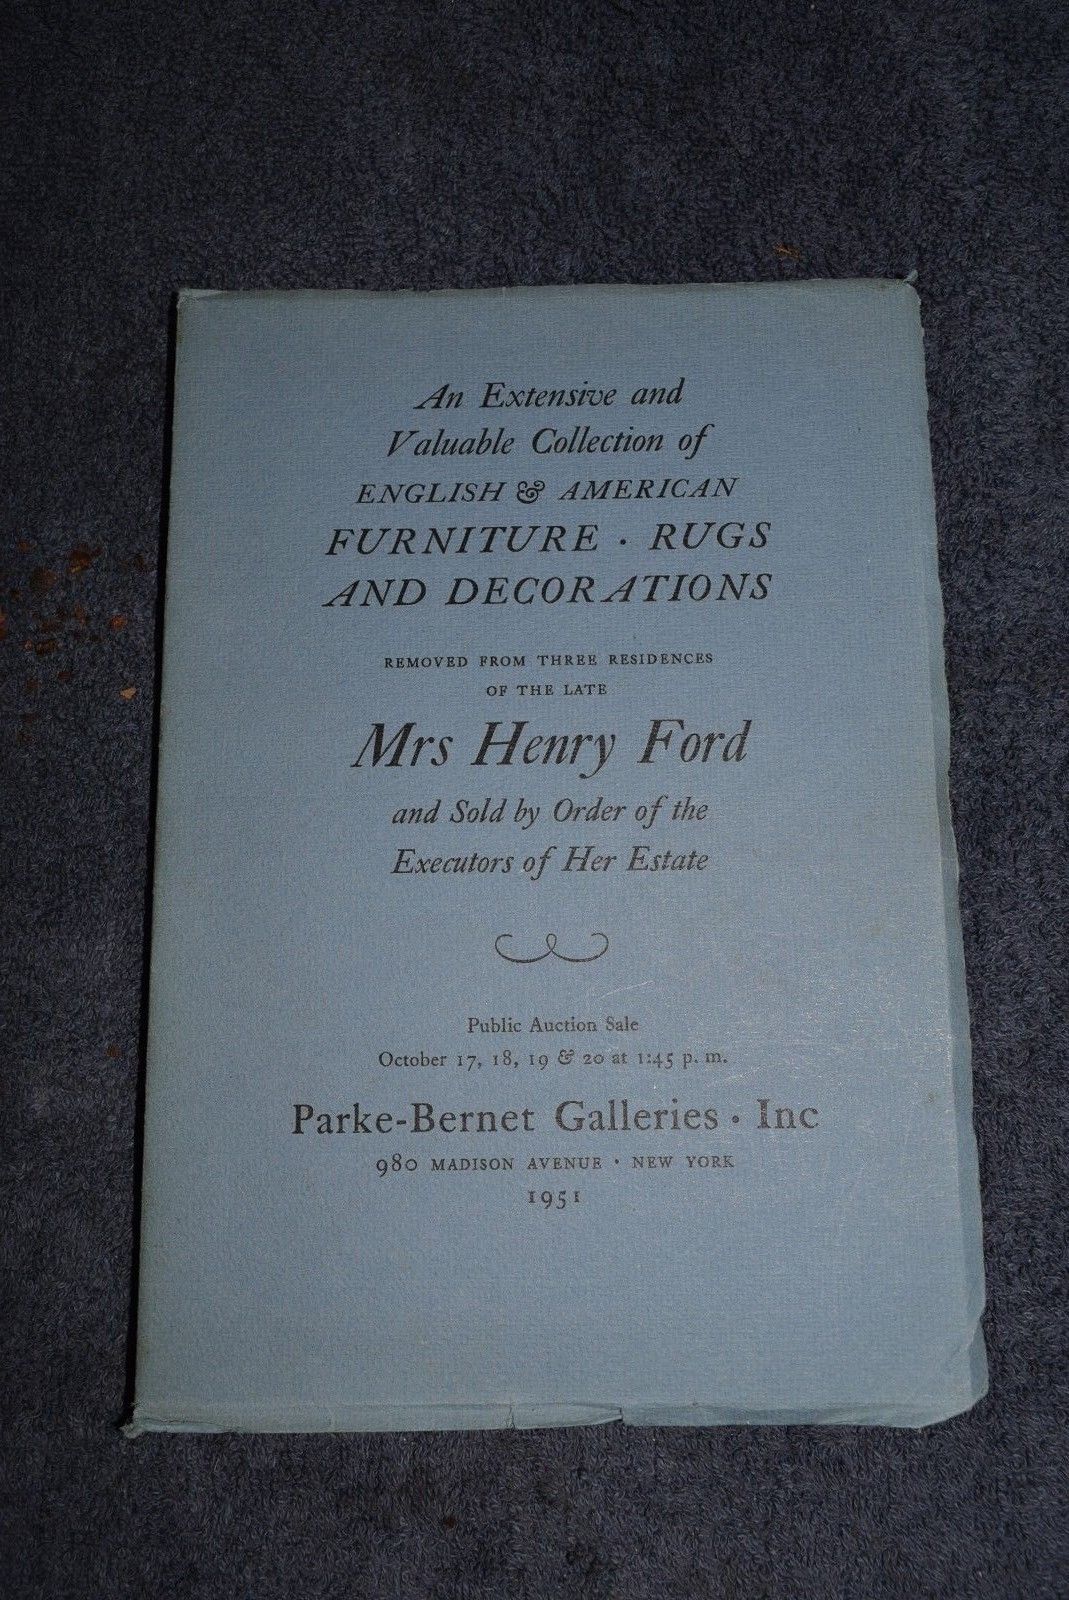 An Extensive and
Valuable Collection of
ENGLISH & AMERICAN
FURNITURE · RUGS
AND DECORATIONS
REMOVED FROM THREE RESIDENCES
OF THE LATE
Mrs Henry Ford
and Sold by Order of the
Executors of Her Estate
Public Auction Sale
October 17, 18, 19 & 20 at 1:45 p. m.
Parke-Bernet Galleries · Inc
980 MADISON AVENUE · NEW YORK
1951